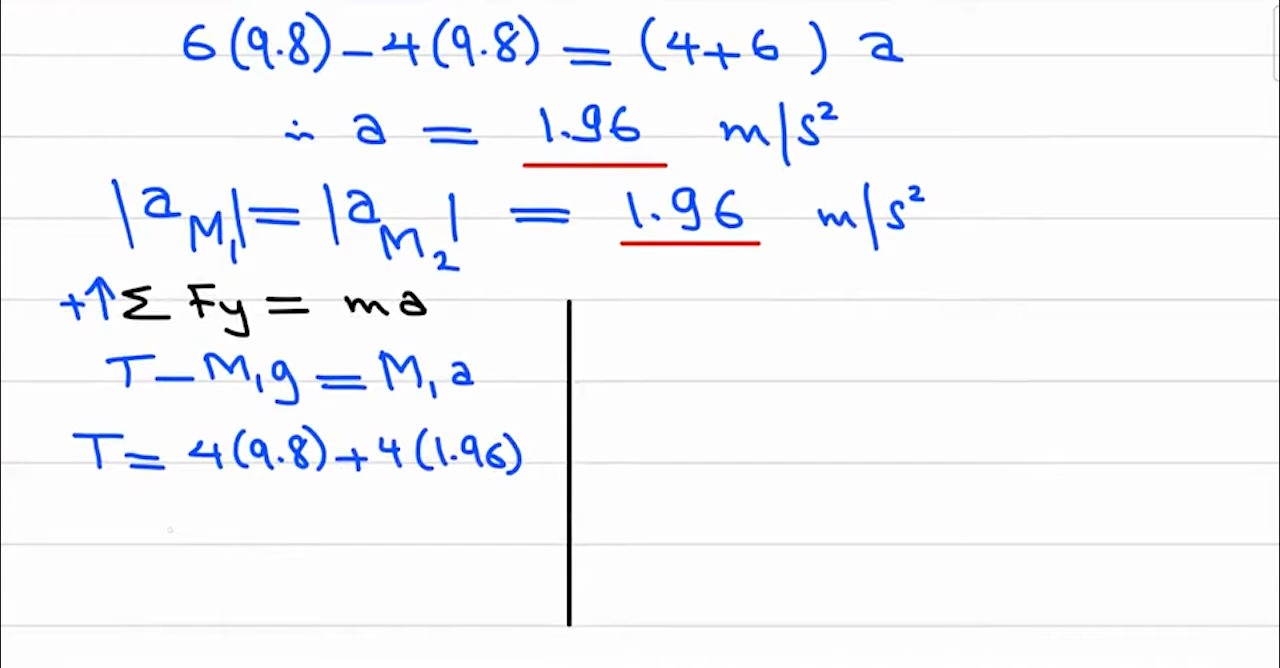 6(9.8)-4(9.8) = (4+6) a
∴ a = 1.96 m/s²
|a_M₁| = |a_M₂| = 1.96 m/s²
+↑ Σ Fy = ma
T - M₁g = M₁a
T = 4(9.8)+4(1.96)